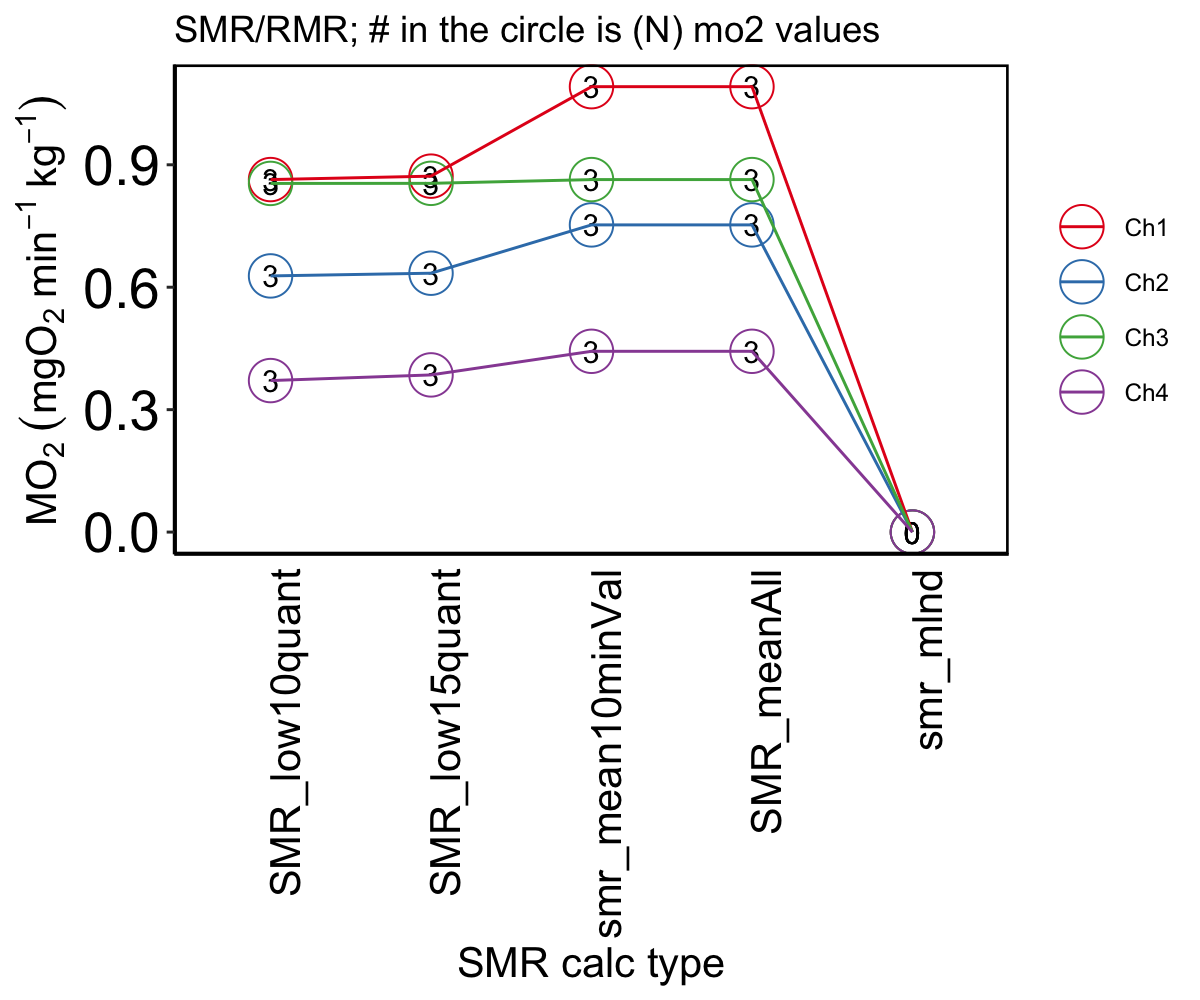 SMR/RMR; # in the circle is (N) mo2 values
MO₂ (mgO₂ min⁻¹ kg⁻¹)
0.9
0.6
0.3
0.0
3 3 3 3
3 3 3 3
3 3 3 3
3 3 3 3
0
SMR_low10quant
SMR_low15quant
smr_mean10minVal
SMR_meanAll
smr_mlnd
SMR calc type
Ch1
Ch2
Ch3
Ch4